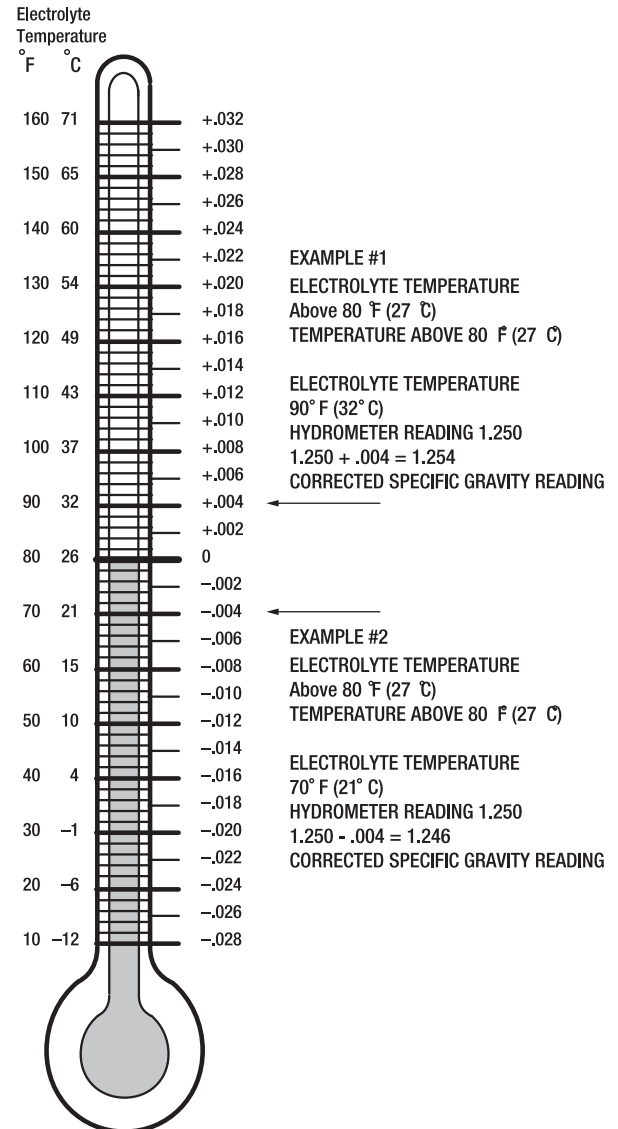 Electrolyte
Temperature
°F °C
160 71 +.032
+.030
150 65 +.028
+.026
140 60 +.024
+.022
130 54 +.020
+.018
120 49 +.016
+.014
110 43 +.012
+.010
100 37 +.008
+.006
90 32 +.004
+.002
80 26 0
–.002
70 21 –.004
–.006
60 15 –.008
–.010
50 10 –.012
–.014
40 4 –.016
–.018
30 –1 –.020
–.022
20 –6 –.024
–.026
10 –12 –.028
EXAMPLE #1
ELECTROLYTE TEMPERATURE
Above 80 °F (27 °C)
TEMPERATURE ABOVE 80 °F (27 °C)
ELECTROLYTE TEMPERATURE
90° F (32° C)
HYDROMETER READING 1.250
1.250 + .004 = 1.254
CORRECTED SPECIFIC GRAVITY READING
EXAMPLE #2
ELECTROLYTE TEMPERATURE
Above 80 °F (27 °C)
TEMPERATURE ABOVE 80 °F (27 °C)
ELECTROLYTE TEMPERATURE
70° F (21° C)
HYDROMETER READING 1.250
1.250 - .004 = 1.246
CORRECTED SPECIFIC GRAVITY READING